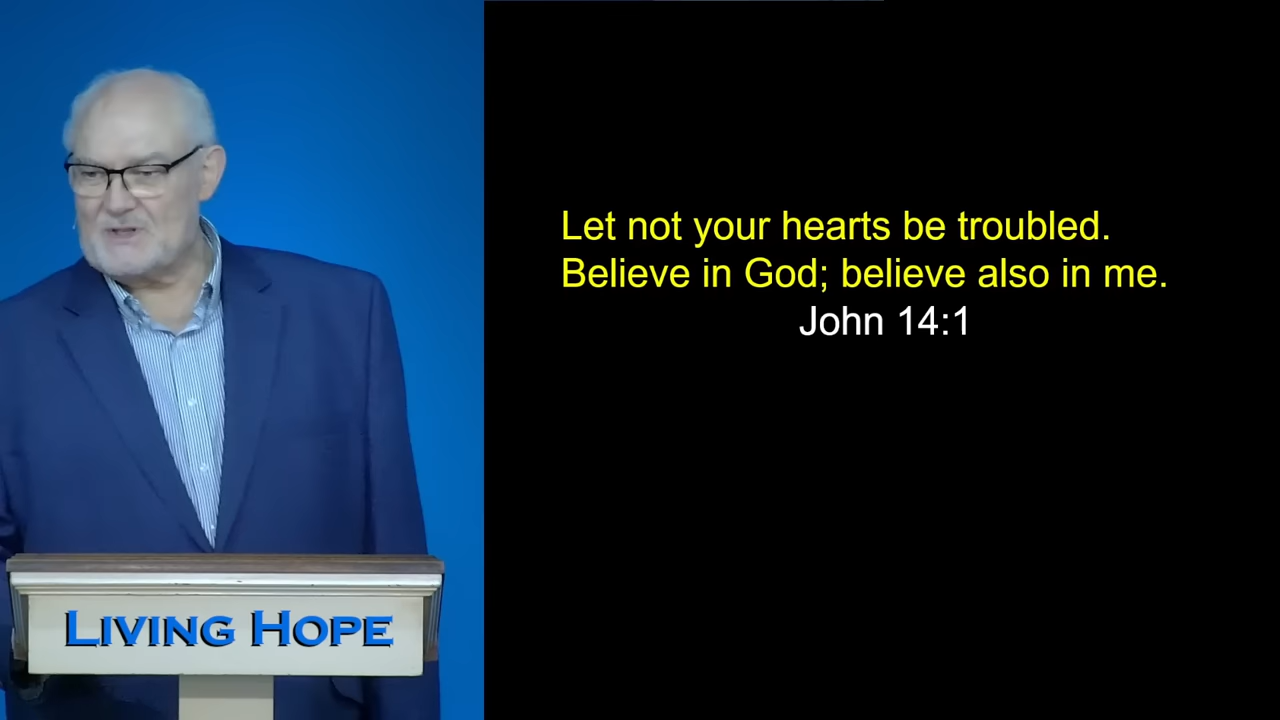 Let not your hearts be troubled.
Believe in God; believe also in me.
John 14:1
LIVING HOPE